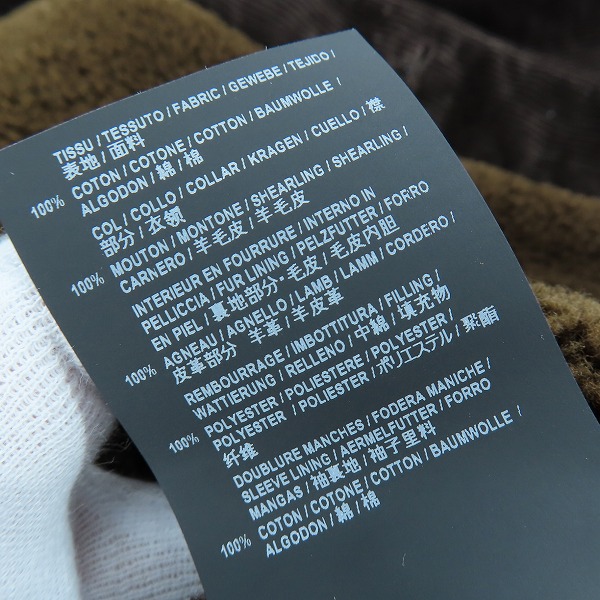 TISSU / TESSUTO / FABRIC / GEWEBE / TEJIDO /
表地 / 面料
100% COTON / COTONE / COTTON / BAUMWOLLE /
ALGODON / 綿 / 棉
COL / COLLO / COLLAR / KRAGEN / CUELLO / 襟
部分 / 衣领
100% MOUTON / MONTONE / SHEARLING / SHEARLING /
CARNERO / 羊毛皮 / 羊毛皮
INTERIEUR EN FOURRURE / INTERNO IN
PELLICCIA / FUR LINING / PELZFUTTER / FORRO
EN PIEL / 裏地部分-毛皮 / 毛皮内胆
100% AGNEAU / AGNELLO / LAMB / LAMM / CORDERO /
皮革部分 羊革 / 羊皮革
REMBOURRAGE / IMBOTTITURA / FILLING /
WATTIERUNG / RELLENO / 中綿 / 填充物
100% POLYESTER / POLIESTERE / POLYESTER /
POLYESTER / POLIESTER / ポリエステル / 聚酯
纤维
DOUBLURE MANCHES / FODERA MANICHE /
SLEEVE LINING / AERMELFUTTER / FORRO
MANGAS / 袖裏地 / 袖子里料
100% COTON / COTONE / COTTON / BAUMWOLLE /
ALGODON / 綿 / 棉